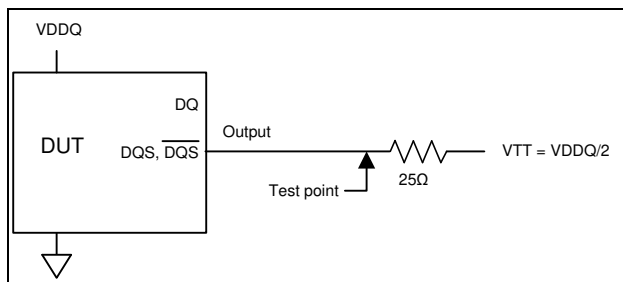 VDDQ
DQ
DUT
Output
DQS, DQS
VTT = VDDQ/2
Test point
25Ω